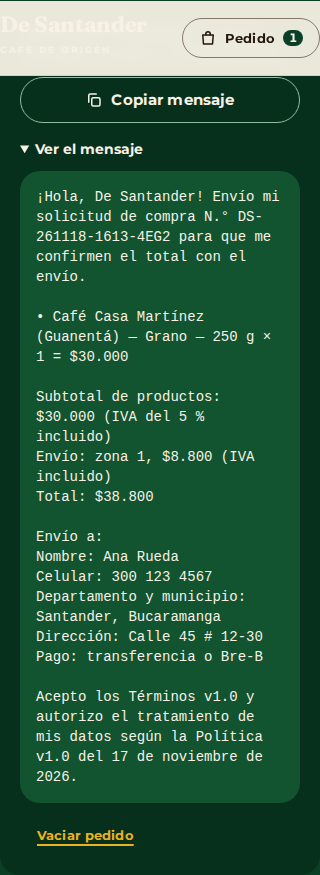 De Santander
CAFÉ DE ORIGEN
Pedido 1
Copiar mensaje
Ver el mensaje
¡Hola, De Santander! Envío mi
solicitud de compra N.° DS-
261118-1613-4EG2 para que me
confirmen el total con el
envío.
• Café Casa Martínez
(Guanentá) — Grano — 250 g ×
1 = $30.000
Subtotal de productos:
$30.000 (IVA del 5 %
incluido)
Envío: zona 1, $8.800 (IVA
incluido)
Total: $38.800
Envío a:
Nombre: Ana Rueda
Celular: 300 123 4567
Departamento y municipio:
Santander, Bucaramanga
Dirección: Calle 45 # 12-30
Pago: transferencia o Bre-B
Acepto los Términos v1.0 y
autorizo el tratamiento de
mis datos según la Política
v1.0 del 17 de noviembre de
2026.
Vaciar pedido